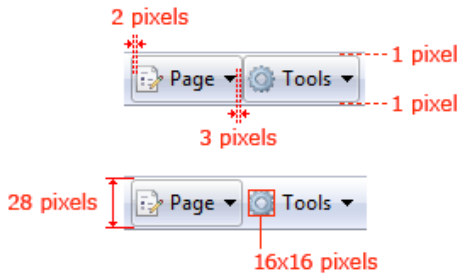 2 pixels
1 pixel
Page Tools
1 pixel
3 pixels
28 pixels Page Tools
16x16 pixels